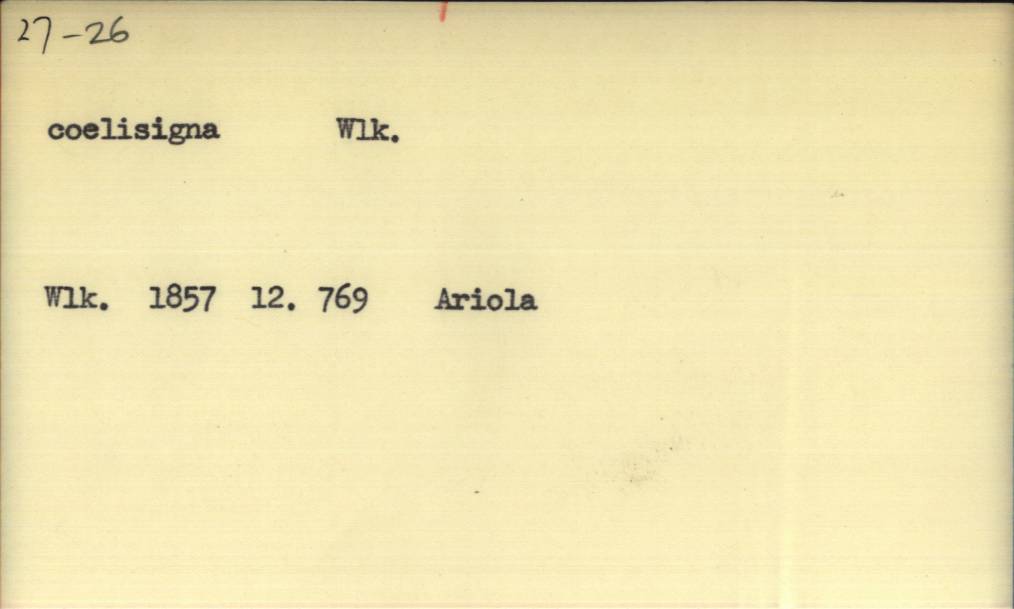 27-26
coelisigna Wlk.
Wlk. 1857 12. 769 Ariola